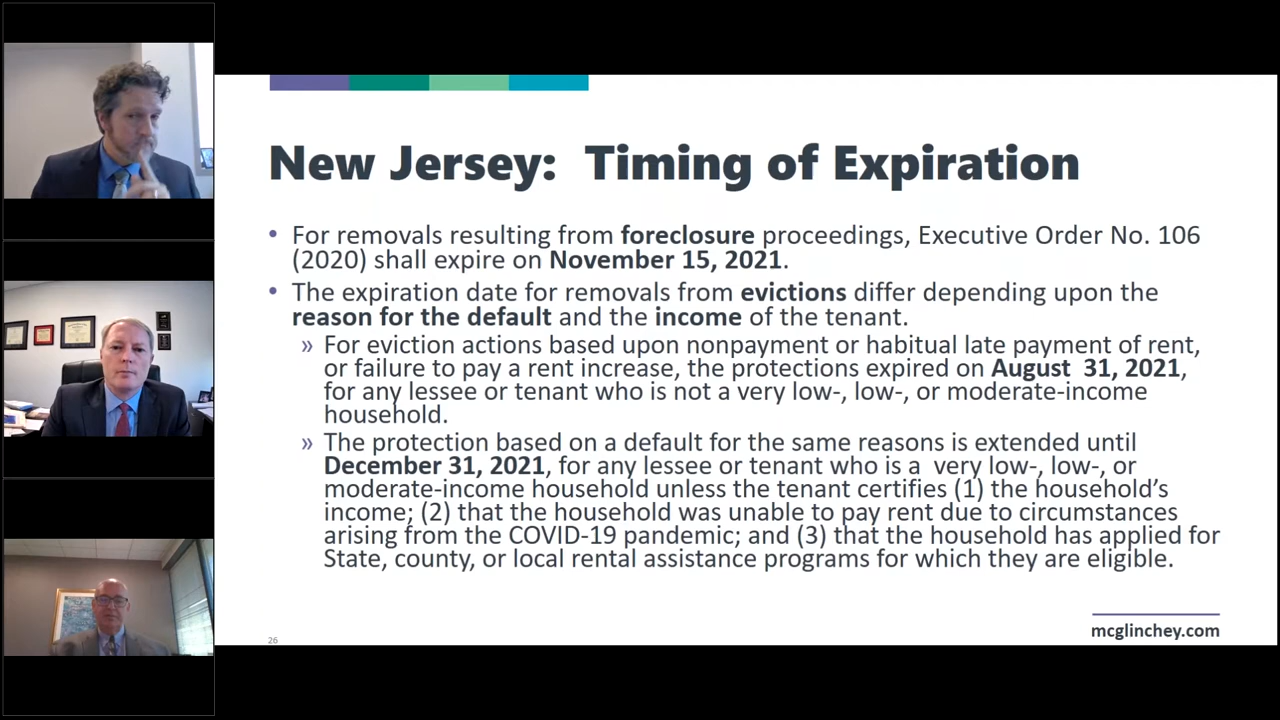 New Jersey:  Timing of Expiration
• For removals resulting from foreclosure proceedings, Executive Order No. 106
(2020) shall expire on November 15, 2021.
• The expiration date for removals from evictions differ depending upon the
reason for the default and the income of the tenant.
» For eviction actions based upon nonpayment or habitual late payment of rent,
or failure to pay a rent increase, the protections expired on August  31, 2021,
for any lessee or tenant who is not a very low-, low-, or moderate-income
household.
» The protection based on a default for the same reasons is extended until
December 31, 2021, for any lessee or tenant who is a  very low-, low-, or
moderate-income household unless the tenant certifies (1) the household’s
income; (2) that the household was unable to pay rent due to circumstances
arising from the COVID-19 pandemic; and (3) that the household has applied for
State, county, or local rental assistance programs for which they are eligible.
mcglinchey.com
26